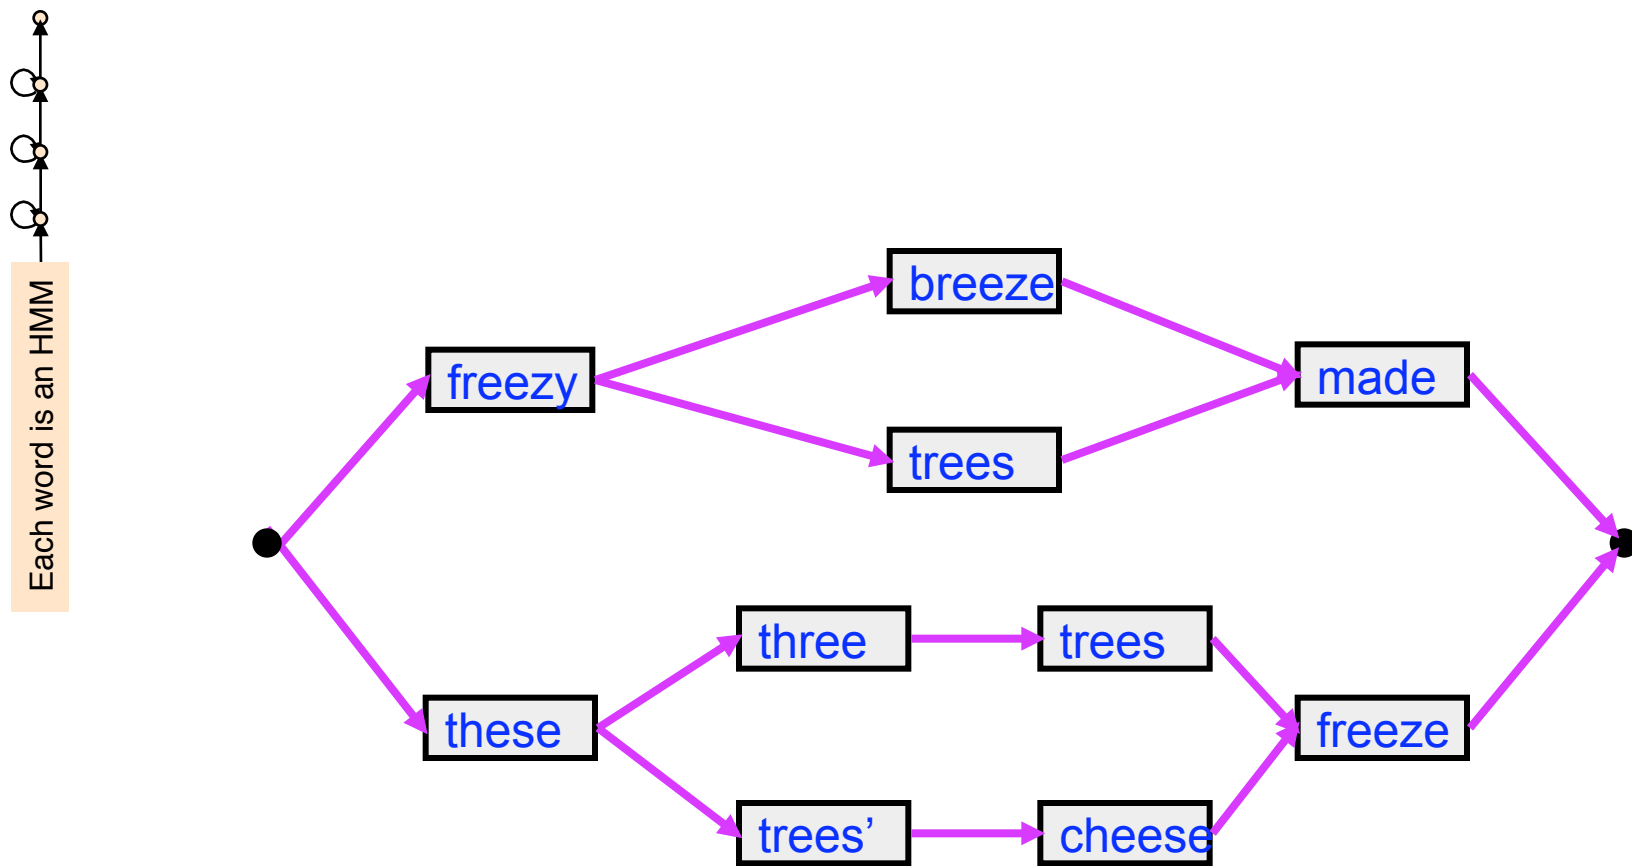 Each word is an HMM
breeze
freezy
made
trees
three
trees
these
freeze
trees’
cheese